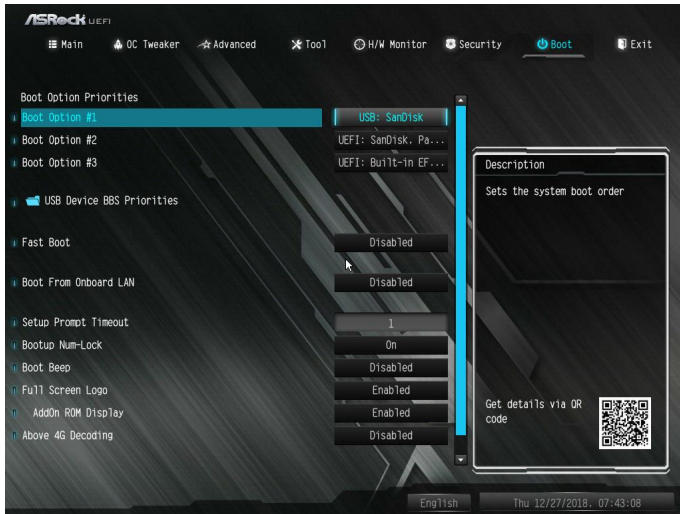 ASRock UEFI
Main OC Tweaker Advanced Tool H/W Monitor Security Boot Exit
Boot Option Priorities
Boot Option #1 USB: SanDisk
Boot Option #2 UEFI: SanDisk, Pa...
Boot Option #3 UEFI: Built-in EF...
USB Device BBS Priorities
Fast Boot Disabled
Boot From Onboard LAN Disabled
Setup Prompt Timeout 1
Bootup Num-Lock On
Boot Beep Disabled
Full Screen Logo Enabled
AddOn ROM Display Enabled
Above 4G Decoding Disabled
Description
Sets the system boot order
Get details via QR
code
English Thu 12/27/2018. 07:43:08